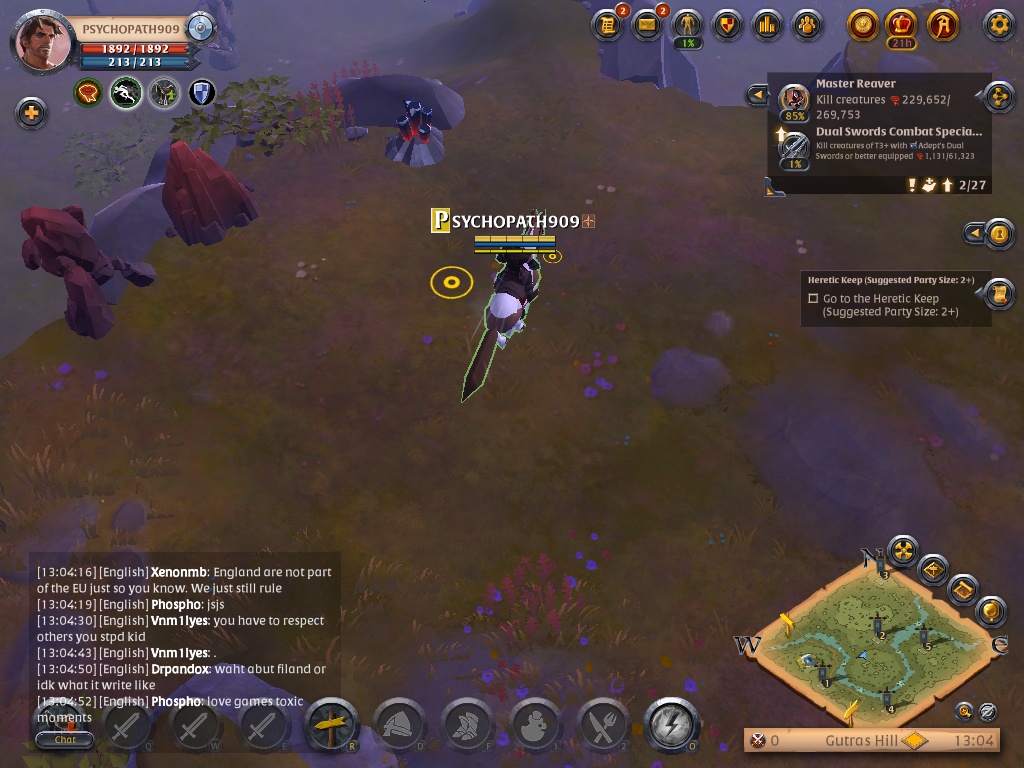 PSYCHOPATH909
1892 / 1892
213 / 213
2
2
1%
21h
Master Reaver
Kill creatures 229,652/
269,753
85%
Dual Swords Combat Specia...
Kill creatures of T3+ with Adept's Dual
Swords or better equipped 1,131/61,323
1%
2/27
PSYCHOPATH909
Heretic Keep (Suggested Party Size: 2+)
Go to the Heretic Keep
(Suggested Party Size: 2+)
[13:04:16] [English] Xenonmb: England are not part
of the EU just so you know. We just still rule
[13:04:19] [English] Phospho: jsjs
[13:04:30] [English] Vnm1lyes: you have to respect
others you stpd kid
[13:04:43] [English] Vnm1lyes: .
[13:04:50] [English] Drpandox: waht abut filand or
idk what it write like
[13:04:52] [English] Phospho: love games toxic
moments
Chat
Q
W
E
R
D
F
1
2
O
N
W
E
3
2
5
1
4
0
Gutras Hill
13:04